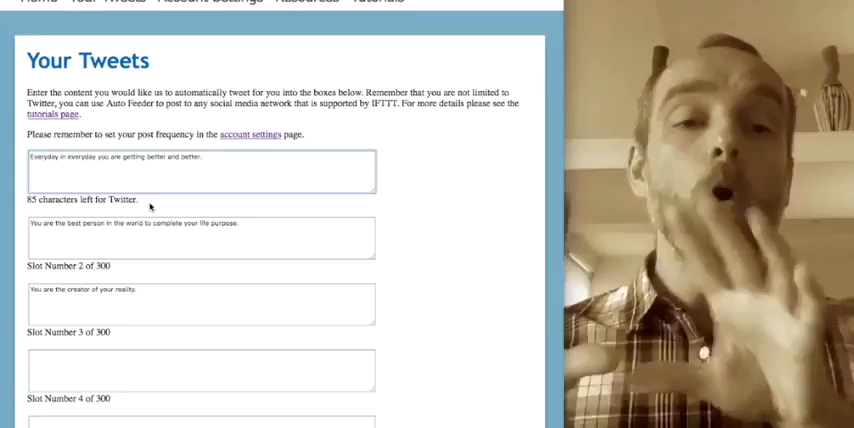 Home Your Tweets Account Settings Resources Tutorials
Your Tweets
Enter the content you would like us to automatically tweet for you into the boxes below. Remember that you are not limited to
Twitter, you can use Auto Feeder to post to any social media network that is supported by IFTTT. For more details please see the
tutorials page.
Please remember to set your post frequency in the account settings page.
Everyday in everyday you are getting better and better.
85 characters left for Twitter.
You are the best person in the world to complete your life purpose.
Slot Number 2 of 300
You are the creator of your reality.
Slot Number 3 of 300
Slot Number 4 of 300